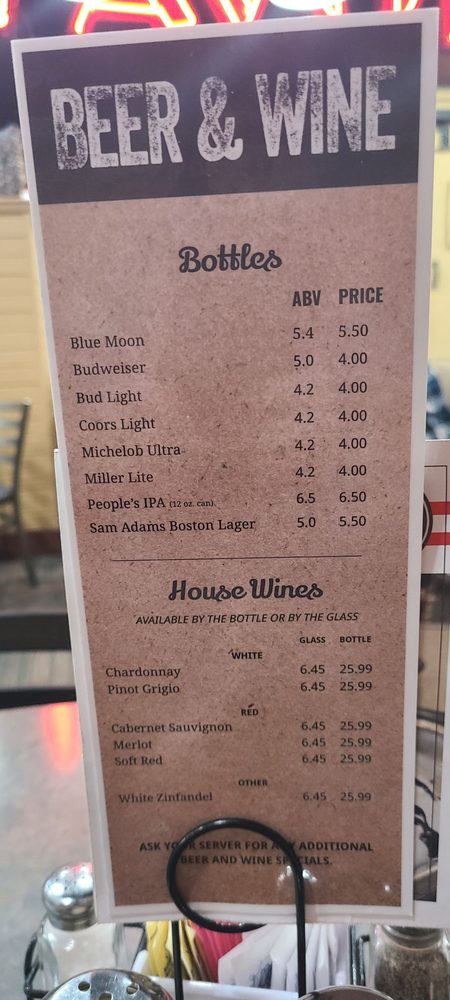 BEER & WINE
Bottles
ABV PRICE
Blue Moon 5.4 5.50
Budweiser 5.0 4.00
Bud Light 4.2 4.00
Coors Light 4.2 4.00
Michelob Ultra 4.2 4.00
Miller Lite 4.2 4.00
People's IPA (12 oz. can) 6.5 6.50
Sam Adams Boston Lager 5.0 5.50
House Wines
AVAILABLE BY THE BOTTLE OR BY THE GLASS
GLASS BOTTLE
WHITE
Chardonnay 6.45 25.99
Pinot Grigio 6.45 25.99
RED
Cabernet Sauvignon 6.45 25.99
Merlot 6.45 25.99
Soft Red 6.45 25.99
OTHER
White Zinfandel 6.45 25.99
ASK YOUR SERVER FOR ANY ADDITIONAL
BEER AND WINE SPECIALS.